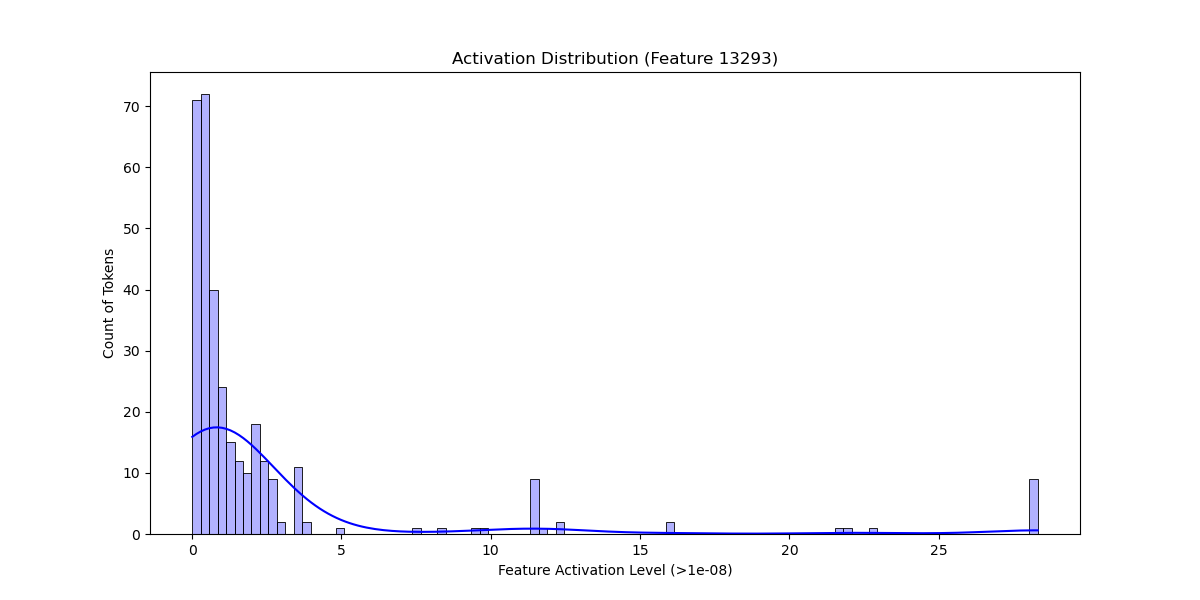 Activation Distribution (Feature 13293)
70
60
50
40
30
20
10
0
Count of Tokens
0 5 10 15 20 25
Feature Activation Level (>1e-08)